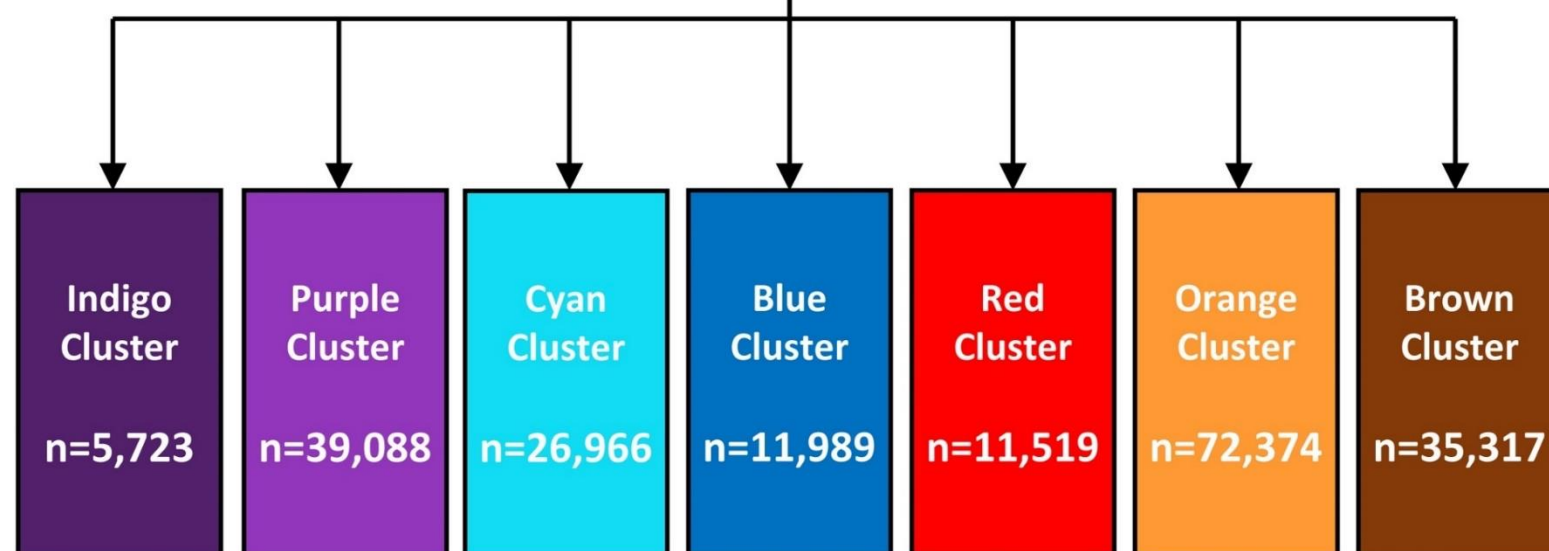 Indigo
Cluster
n=5,723
Purple
Cluster
n=39,088
Cyan
Cluster
n=26,966
Blue
Cluster
n=11,989
Red
Cluster
n=11,519
Orange
Cluster
n=72,374
Brown
Cluster
n=35,317